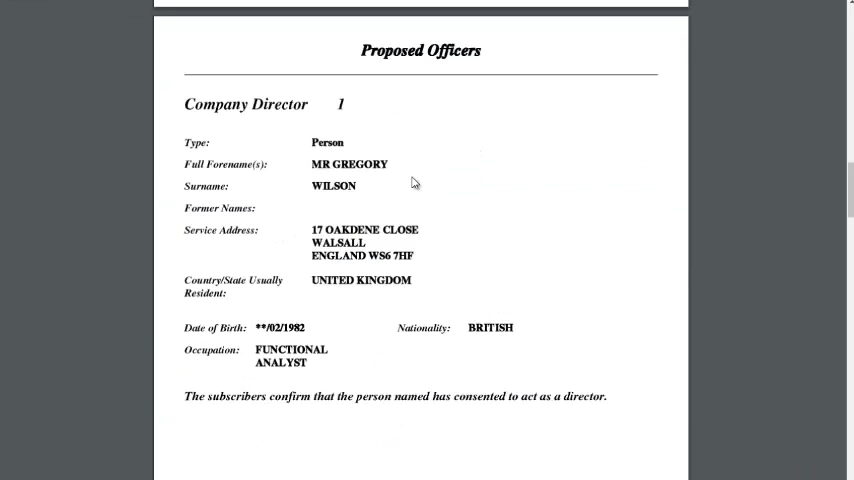 Proposed Officers
Company Director 1
Type: Person
Full Forename(s): MR GREGORY
Surname: WILSON
Former Names:
Service Address: 17 OAKDENE CLOSE
WALSALL
ENGLAND WS6 7HF
Country/State Usually UNITED KINGDOM
Resident:
Date of Birth: **/02/1982 Nationality: BRITISH
Occupation: FUNCTIONAL
ANALYST
The subscribers confirm that the person named has consented to act as a director.